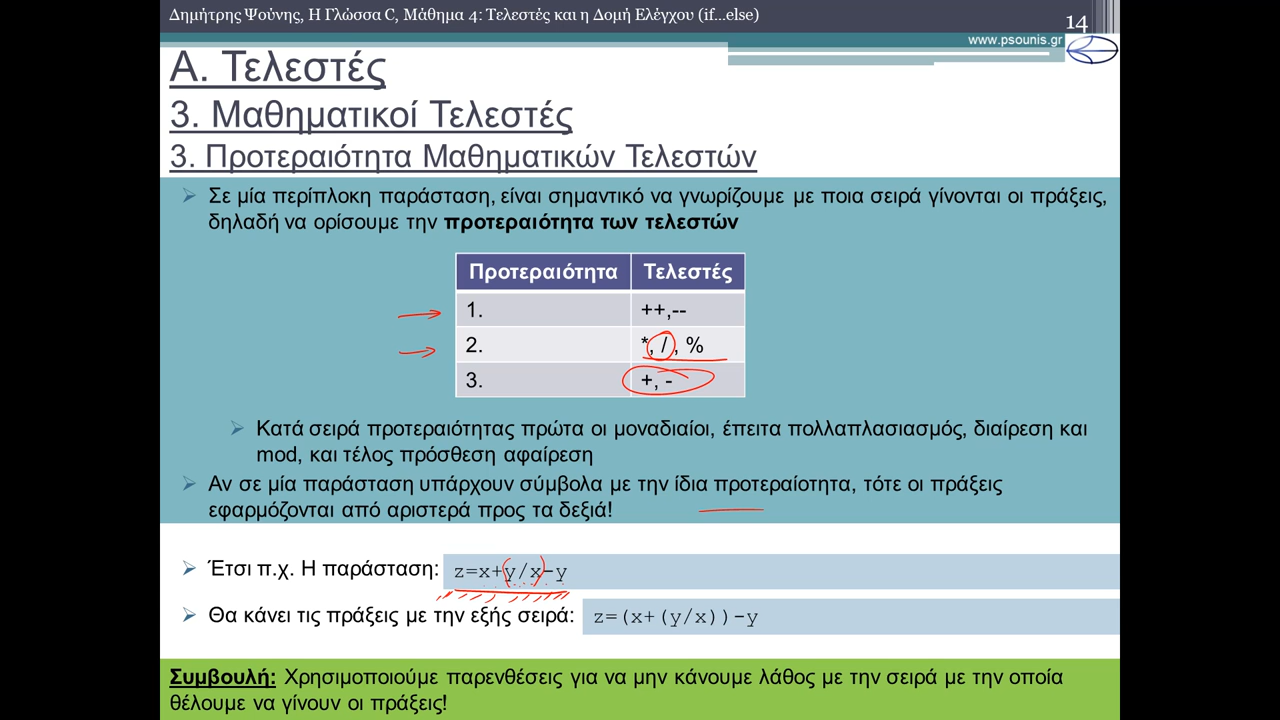 Δημήτρης Ψούνης, Η Γλώσσα C, Μάθημα 4: Τελεστές και η Δομή Ελέγχου (if...else)
14
www.psounis.gr
Α. Τελεστές
3. Μαθηματικοί Τελεστές
3. Προτεραιότητα Μαθηματικών Τελεστών
Σε μία περίπλοκη παράσταση, είναι σημαντικό να γνωρίζουμε με ποια σειρά γίνονται οι πράξεις,
δηλαδή να ορίσουμε την προτεραιότητα των τελεστών
Προτεραιότητα Τελεστές
1. ++,--
2. *, / , %
3. +, -
Κατά σειρά προτεραιότητας πρώτα οι μοναδιαίοι, έπειτα πολλαπλασιασμός, διαίρεση και
mod, και τέλος πρόσθεση αφαίρεση
Αν σε μία παράσταση υπάρχουν σύμβολα με την ίδια προτεραίοτητα, τότε οι πράξεις
εφαρμόζονται από αριστερά προς τα δεξιά!
Έτσι π.χ. Η παράσταση: z=x+y/x-y
Θα κάνει τις πράξεις με την εξής σειρά: z=(x+(y/x))-y
Συμβουλή: Χρησιμοποιούμε παρενθέσεις για να μην κάνουμε λάθος με την σειρά με την οποία
θέλουμε να γίνουν οι πράξεις!